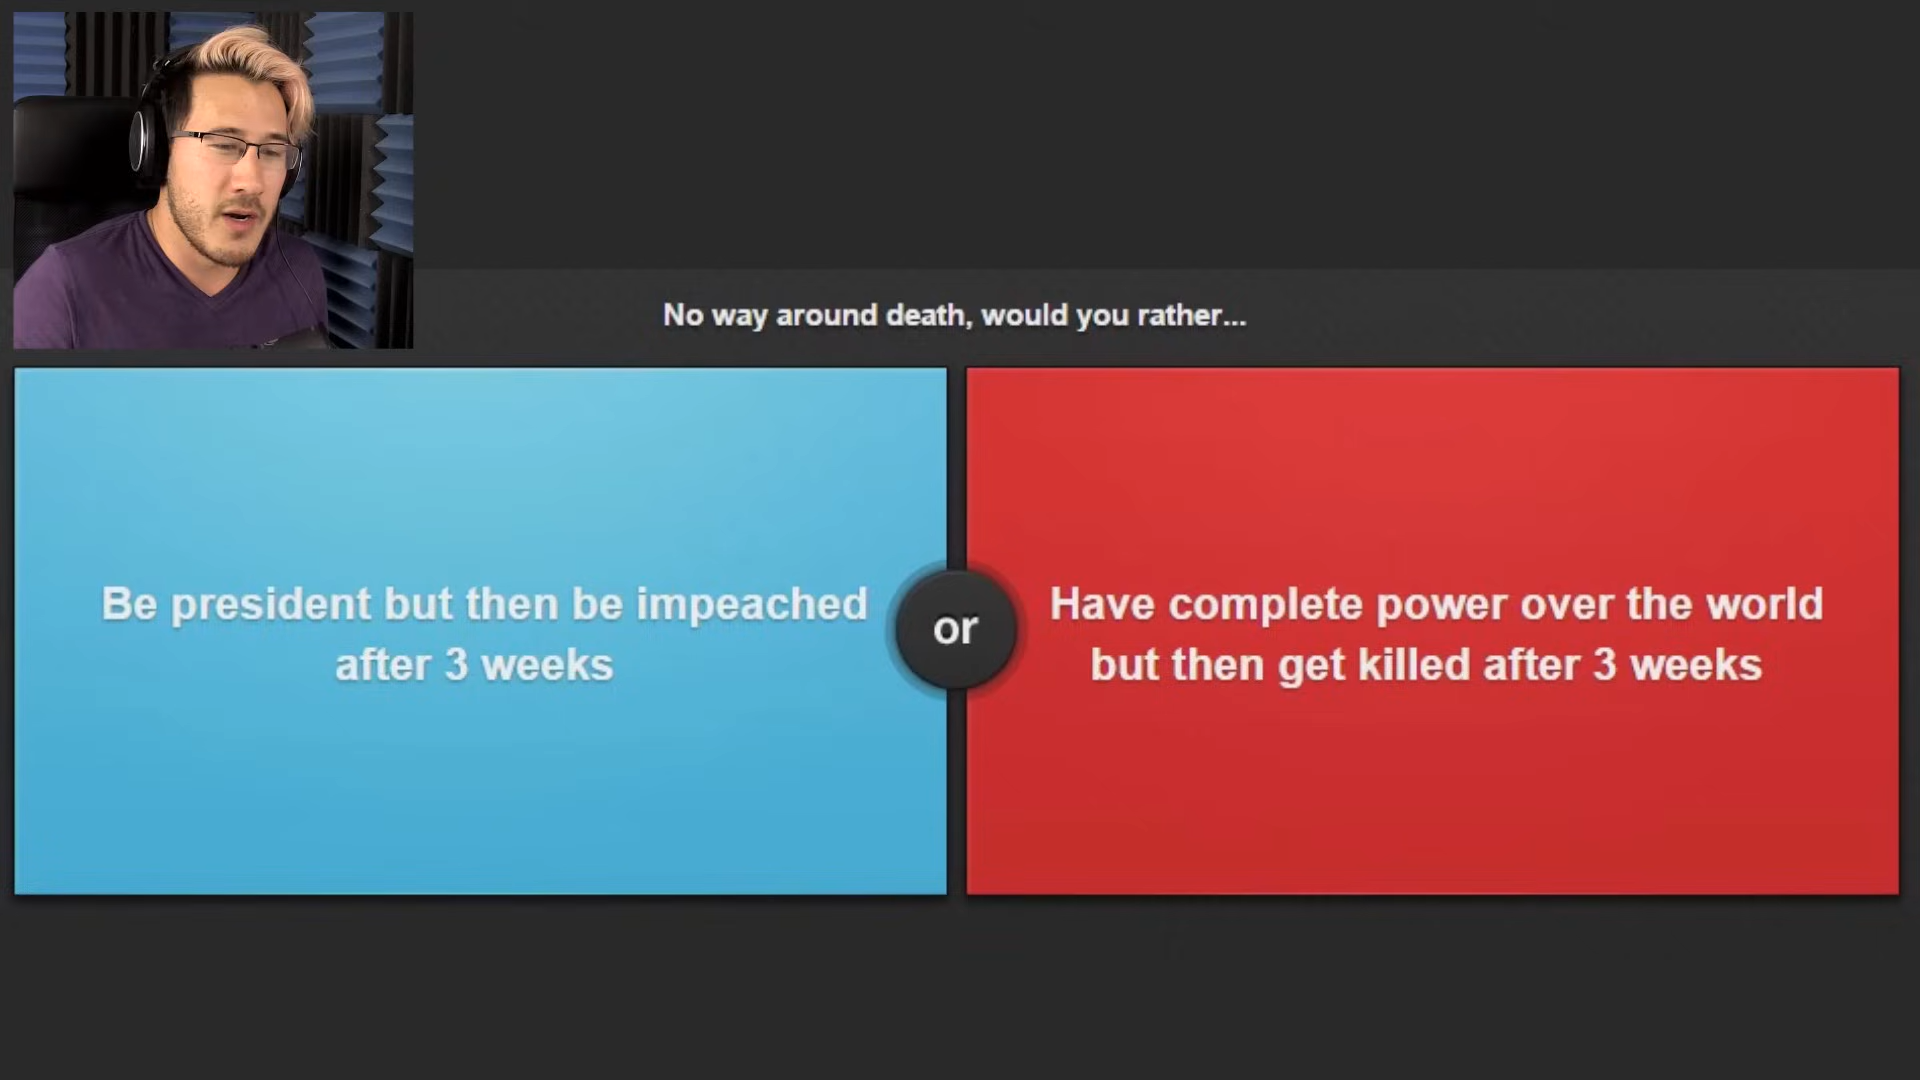 No way around death, would you rather...
Be president but then be impeached
after 3 weeks
or
Have complete power over the world
but then get killed after 3 weeks